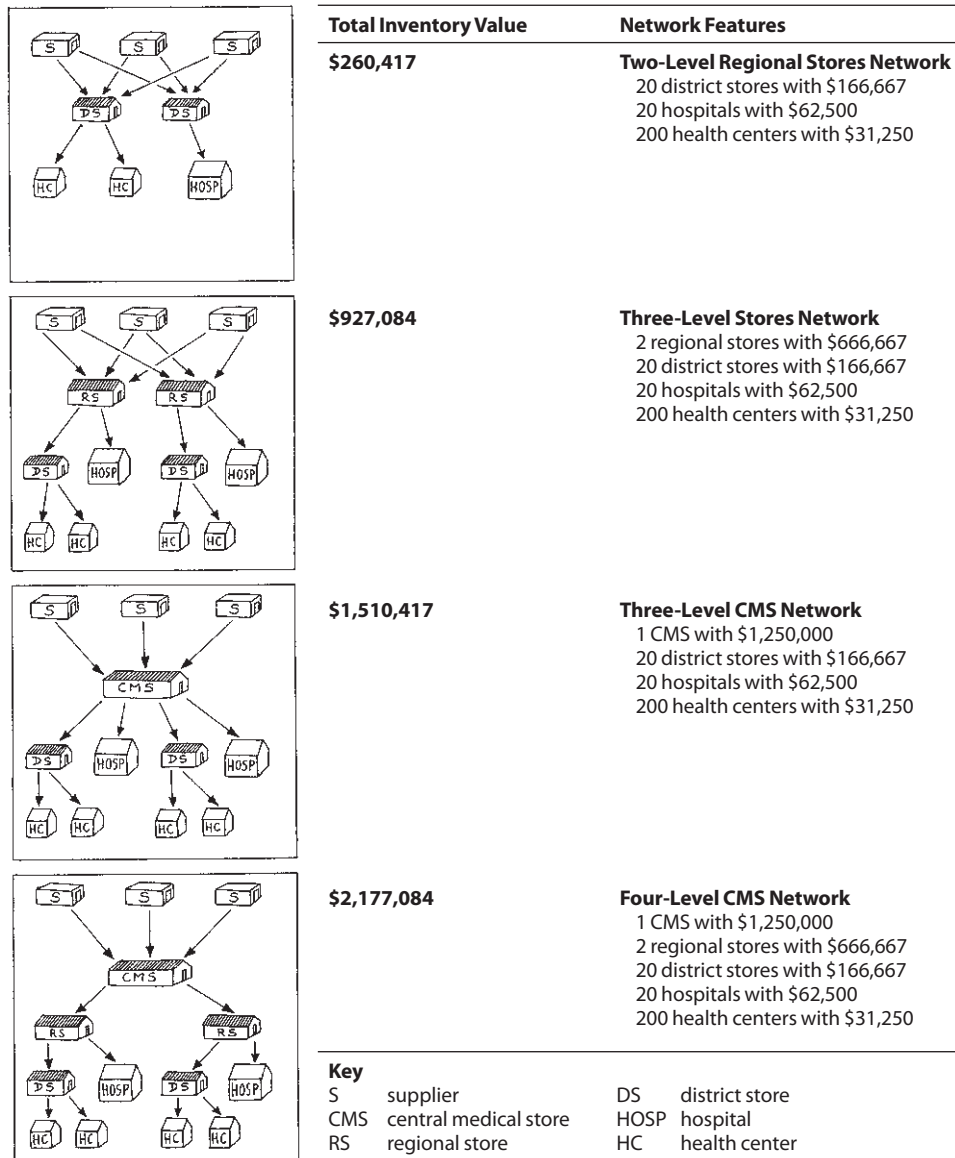 Total Inventory Value Network Features
S S S
DS DS
HC HC HOSP
$260,417 Two-Level Regional Stores Network
20 district stores with $166,667
20 hospitals with $62,500
200 health centers with $31,250
S S S
RS RS
DS HOSP DS HOSP
HC HC HC HC
$927,084 Three-Level Stores Network
2 regional stores with $666,667
20 district stores with $166,667
20 hospitals with $62,500
200 health centers with $31,250
S S S
CMS
DS HOSP DS HOSP
HC HC HC HC
$1,510,417 Three-Level CMS Network
1 CMS with $1,250,000
20 district stores with $166,667
20 hospitals with $62,500
200 health centers with $31,250
S S S
CMS
RS RS
DS HOSP DS HOSP
HC HC HC HC
$2,177,084 Four-Level CMS Network
1 CMS with $1,250,000
2 regional stores with $666,667
20 district stores with $166,667
20 hospitals with $62,500
200 health centers with $31,250
Key
S supplier DS district store
CMS central medical store HOSP hospital
RS regional store HC health center